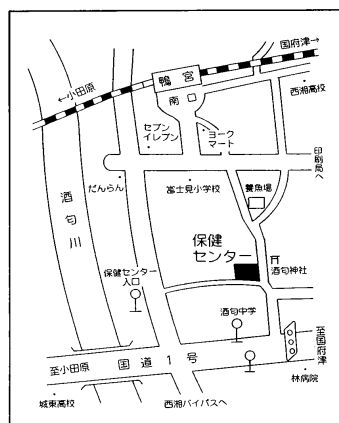 国府津→
←小田原
鴨宮
南口
西湘高校
セブン
イレブン
ヨーク
マート
印刷局へ
だんらん
富士見小学校
養魚場
酒匂川
保健
センター
酒匂神社
保健センター
入口
酒匂中学
至国府津
至小田原
国道1号
林病院
城東高校
西湘バイパスへ